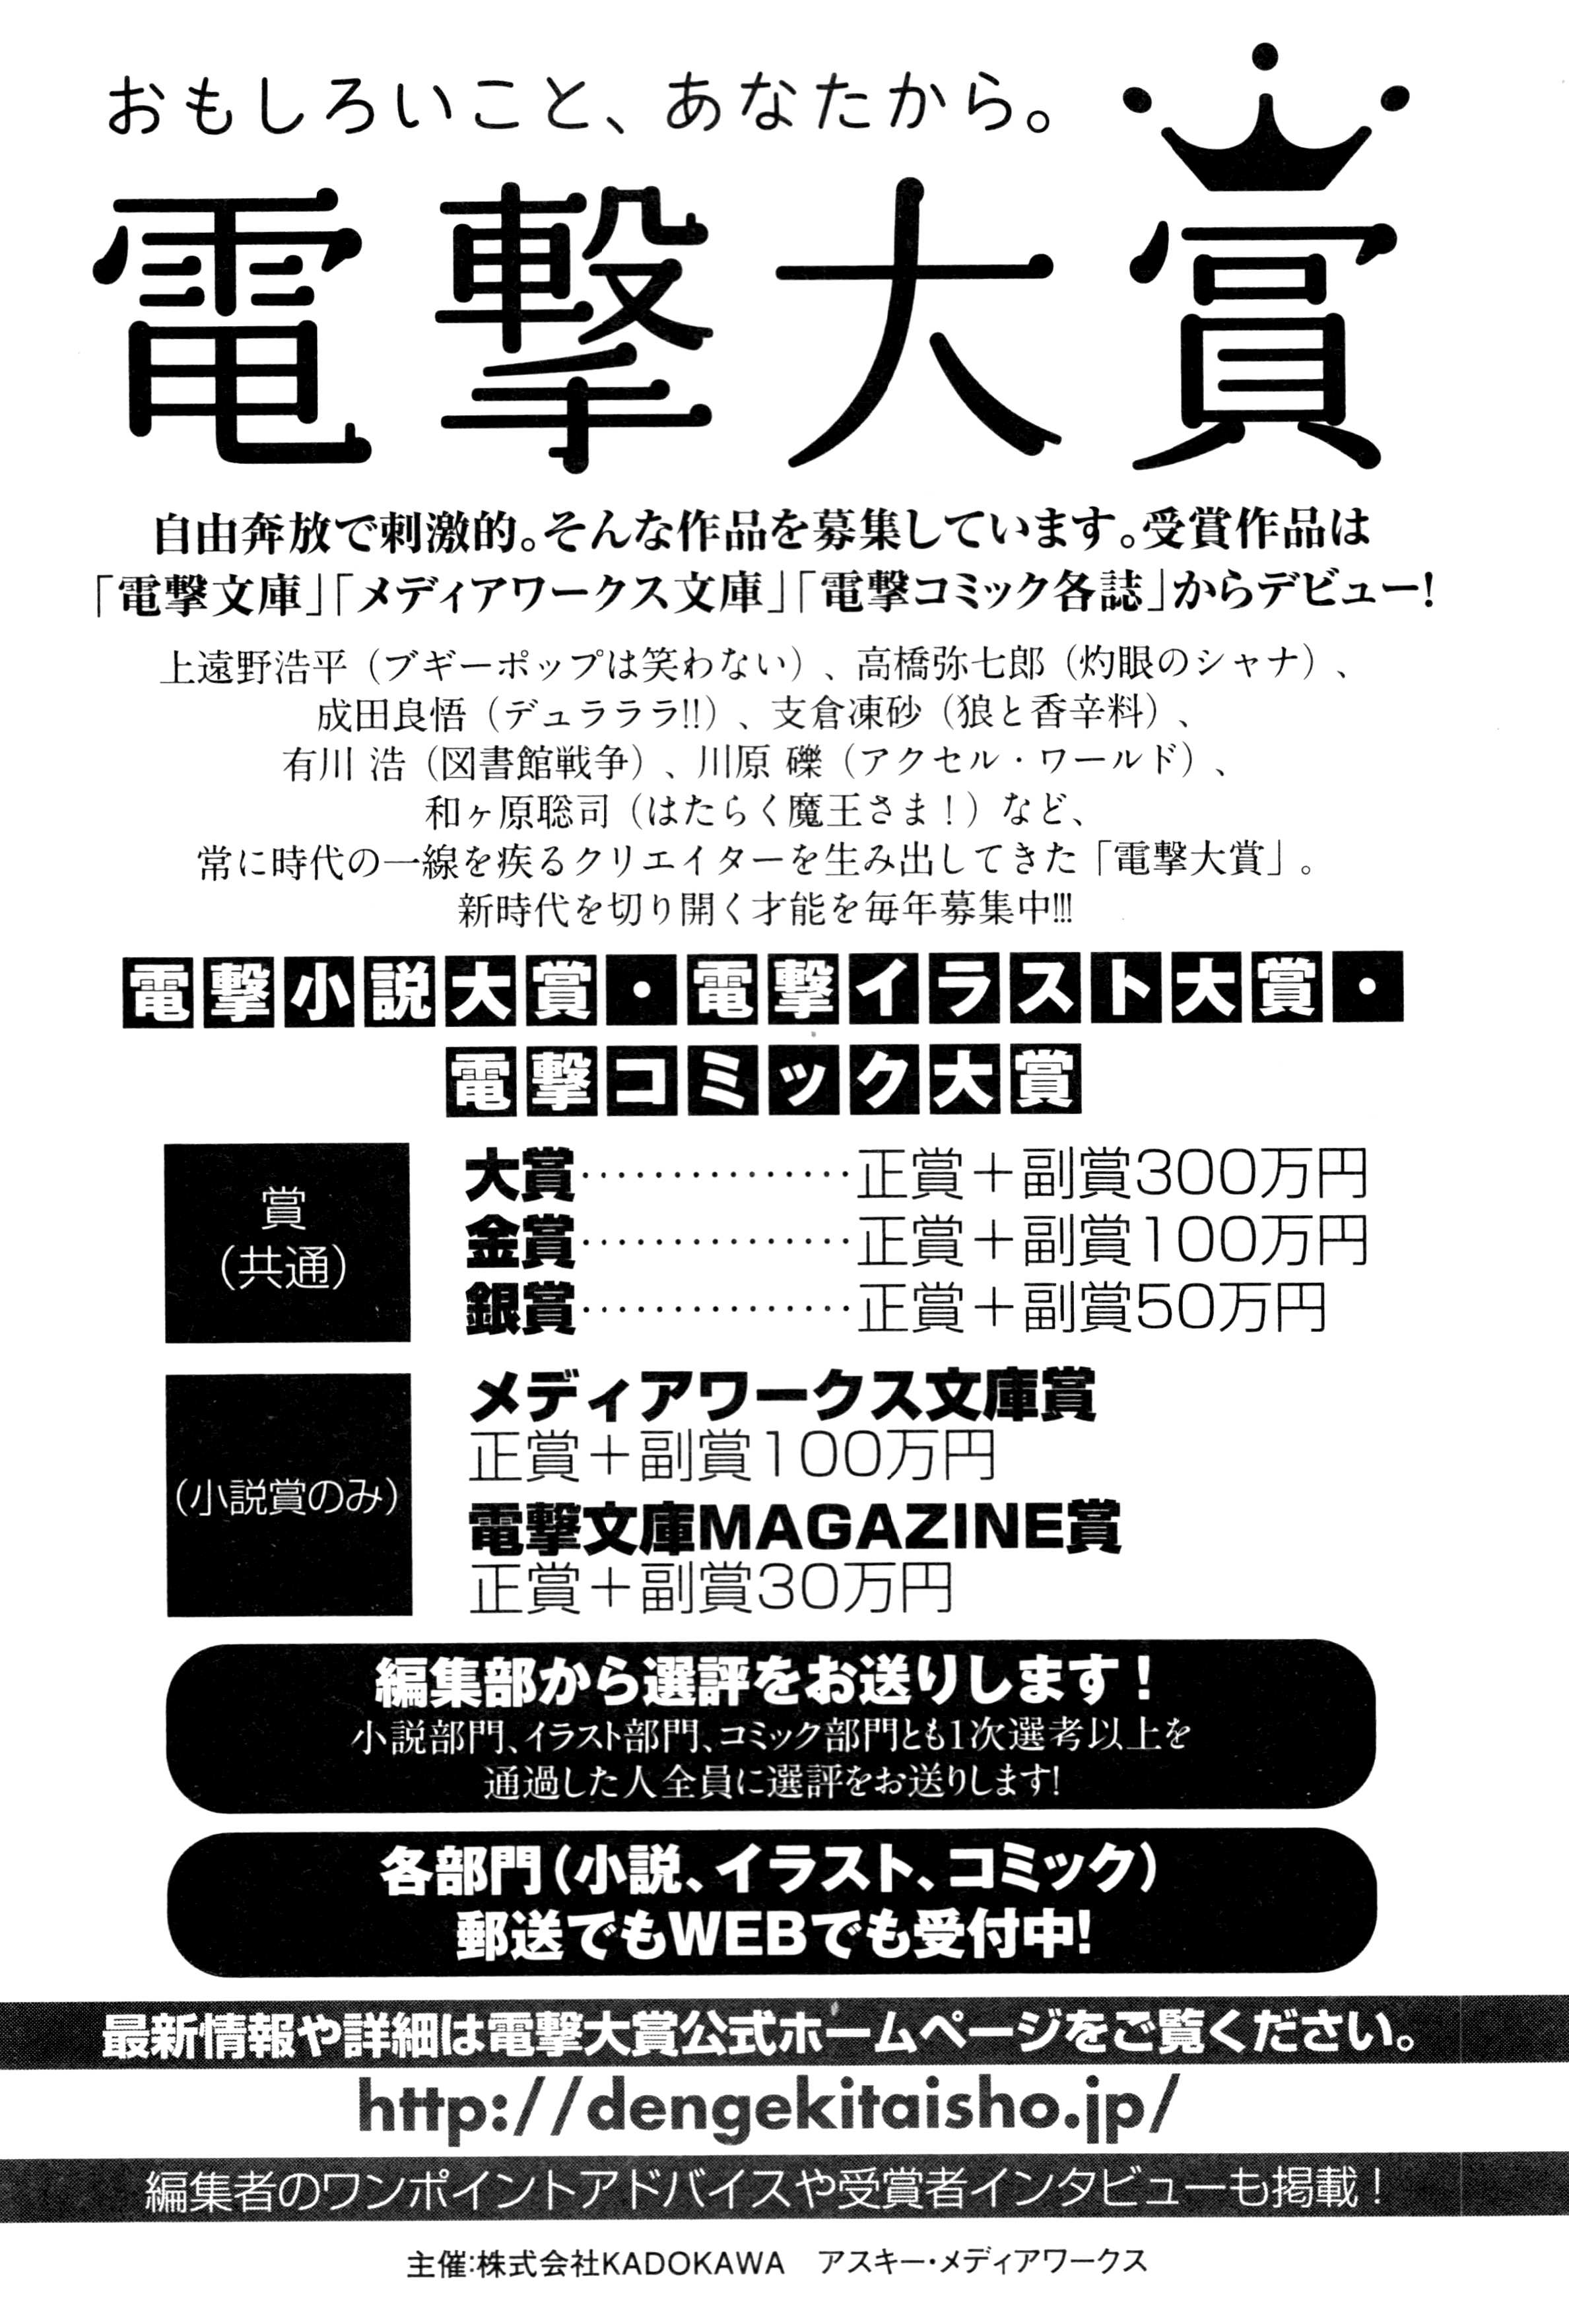 おもしろいこと、あなたから。
電撃大賞
自由奔放で刺激的。そんな作品を募集しています。受賞作品は
「電撃文庫」「メディアワークス文庫」「電撃コミック各誌」からデビュー!
上遠野浩平（ブギーポップは笑わない）、高橋弥七郎（灼眼のシャナ）、
成田良悟（デュラララ!!）、支倉凍砂（狼と香辛料）、
有川 浩（図書館戦争）、川原 礫（アクセル・ワールド）、
和ヶ原聡司（はたらく魔王さま！）など、
常に時代の一線を疾るクリエイターを生み出してきた「電撃大賞」。
新時代を切り開く才能を毎年募集中!!!
電撃小説大賞・電撃イラスト大賞・
電撃コミック大賞
賞
（共通）
大賞……………正賞＋副賞300万円
金賞……………正賞＋副賞100万円
銀賞……………正賞＋副賞50万円
（小説賞のみ）
メディアワークス文庫賞
正賞＋副賞100万円
電撃文庫MAGAZINE賞
正賞＋副賞30万円
編集部から選評をお送りします！
小説部門、イラスト部門、コミック部門とも1次選考以上を
通過した人全員に選評をお送りします!
各部門（小説、イラスト、コミック）
郵送でもWEBでも受付中!
最新情報や詳細は電撃大賞公式ホームページをご覧ください。
http://dengekitaisho.jp/
編集者のワンポイントアドバイスや受賞者インタビューも掲載！
主催:株式会社KADOKAWA　アスキー・メディアワークス